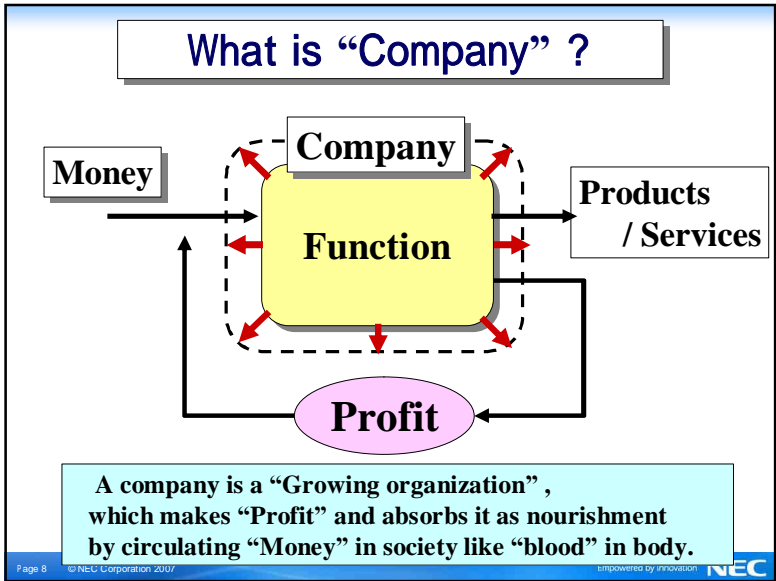 What is “Company” ?
Company
Money
Products
/ Services
Function
Profit
A company is a “Growing organization” ,
which makes “Profit” and absorbs it as nourishment
by circulating “Money” in society like “blood” in body.
Page 8 © NEC Corporation 2007
Empowered by Innovation NEC